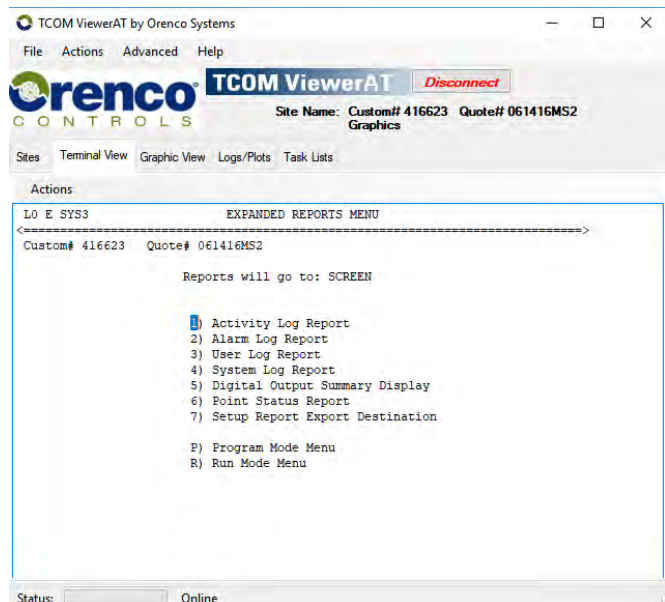 TCOM ViewerAT by Orenco Systems
File Actions Advanced Help
Orenco
CONTROLS
TCOM ViewerAT
Disconnect
Site Name: Custom# 416623 Quote# 061416MS2
Graphics
Sites Terminal View Graphic View Logs/Plots Task Lists
Actions
L0 E SYS3 EXPANDED REPORTS MENU
<==============================================================================>
Custom# 416623 Quote# 061416MS2
Reports will go to: SCREEN
1) Activity Log Report
2) Alarm Log Report
3) User Log Report
4) System Log Report
5) Digital Output Summary Display
6) Point Status Report
7) Setup Report Export Destination
P) Program Mode Menu
R) Run Mode Menu
Status: Online